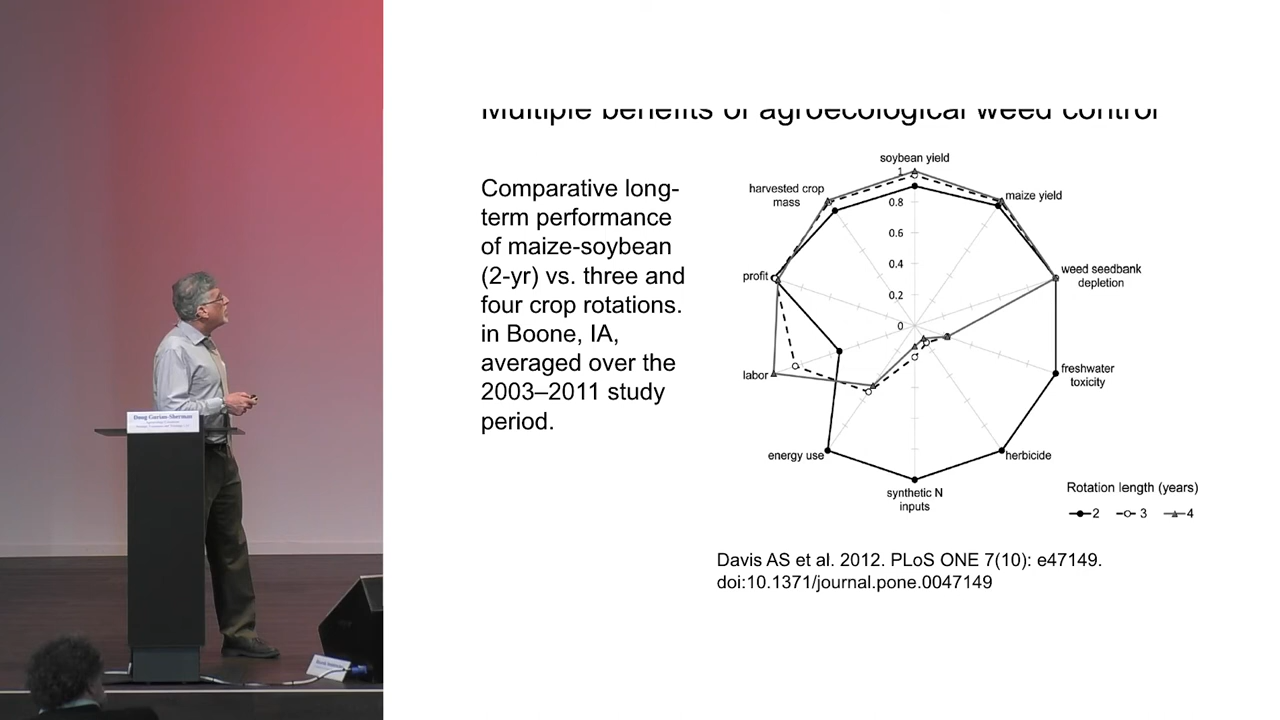 Multiple benefits of agroecological weed control
Comparative long-
term performance
of maize-soybean
(2-yr) vs. three and
four crop rotations.
in Boone, IA,
averaged over the
2003–2011 study
period.
soybean yield
maize yield
weed seedbank
depletion
freshwater
toxicity
herbicide
synthetic N
inputs
energy use
labor
profit
harvested crop
mass
1
0.8
0.6
0.4
0.2
0
Rotation length (years)
2 3 4
Davis AS et al. 2012. PLoS ONE 7(10): e47149.
doi:10.1371/journal.pone.0047149
Doug Gurian-Sherman